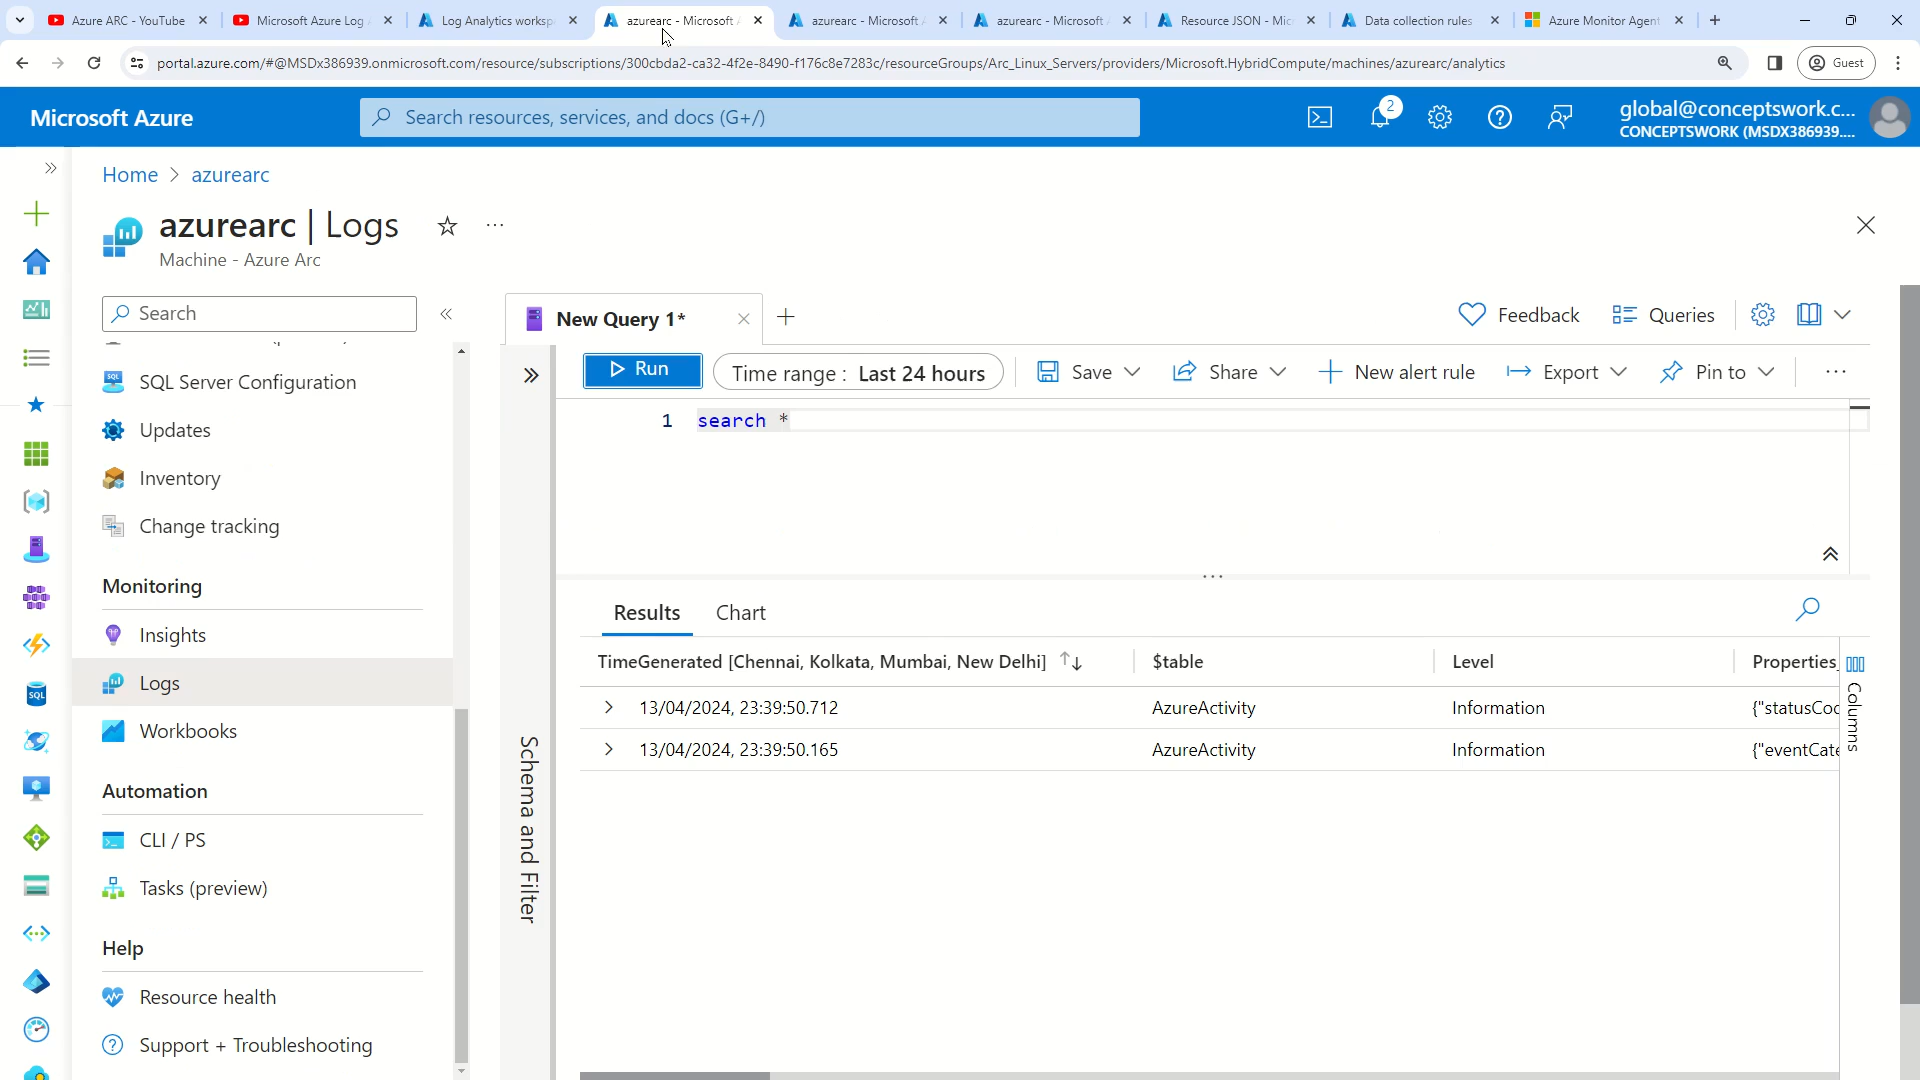 Azure ARC - YouTube
Microsoft Azure Log
Log Analytics worksp
azurearc - Microsoft
azurearc - Microsoft
azurearc - Microsoft
Resource JSON - Mic
Data collection rules
Azure Monitor Agent
portal.azure.com/#@MSDX386939.onmicrosoft.com/resource/subscriptions/300cbda2-ca32-4f2e-8490-f176c8e7283c/resourceGroups/Arc_Linux_Servers/providers/Microsoft.HybridCompute/machines/azurearc/analytics
Guest
Microsoft Azure
Search resources, services, and docs (G+/)
2
global@conceptswork.c...
CONCEPTSWORK (MSDX386939....
Home > azurearc
azurearc | Logs
Machine - Azure Arc
Search
SQL Server Configuration
Updates
Inventory
Change tracking
Monitoring
Insights
Logs
Workbooks
Automation
CLI / PS
Tasks (preview)
Help
Resource health
Support + Troubleshooting
New Query 1*
Feedback
Queries
Run
Time range : Last 24 hours
Save
Share
New alert rule
Export
Pin to
1 search *
Schema and Filter
Results
Chart
TimeGenerated [Chennai, Kolkata, Mumbai, New Delhi] $table Level Properties_
13/04/2024, 23:39:50.712 AzureActivity Information {"statusCoc
13/04/2024, 23:39:50.165 AzureActivity Information {"eventCate
Columns